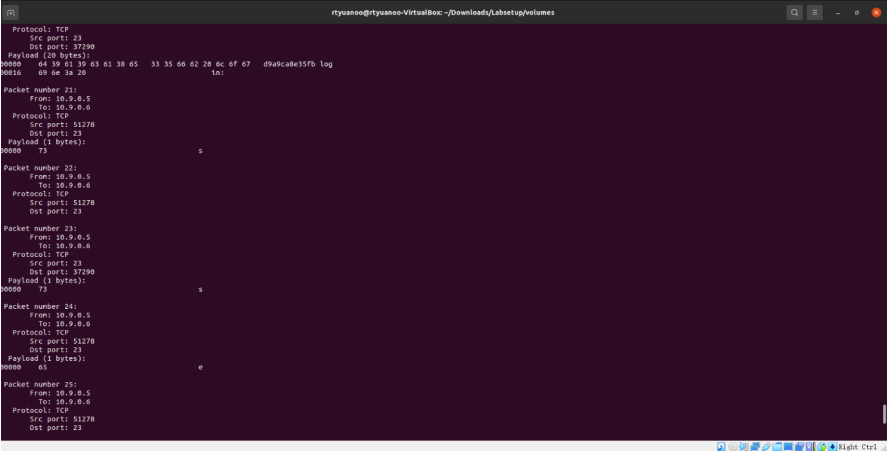 rtyuanoo@rtyuanoo-VirtualBox: ~/Downloads/Labsetup/volumes
Protocol: TCP
Src port: 23
Dst port: 37290
Payload (20 bytes):
00000 64 39 61 39 63 61 38 65 33 35 66 62 20 6c 6f 67 d9a9ca8e35fb log
00016 69 6e 3a 20 in:
Packet number 21:
From: 10.9.0.5
To: 10.9.0.6
Protocol: TCP
Src port: 51278
Dst port: 23
Payload (1 bytes):
00000 73 s
Packet number 22:
From: 10.9.0.5
To: 10.9.0.6
Protocol: TCP
Src port: 51278
Dst port: 23
Packet number 23:
From: 10.9.0.5
To: 10.9.0.6
Protocol: TCP
Src port: 23
Dst port: 37290
Payload (1 bytes):
00000 73 s
Packet number 24:
From: 10.9.0.5
To: 10.9.0.6
Protocol: TCP
Src port: 51278
Dst port: 23
Payload (1 bytes):
00000 65 e
Packet number 25:
From: 10.9.0.5
To: 10.9.0.6
Protocol: TCP
Src port: 51278
Dst port: 23
Right Ctrl